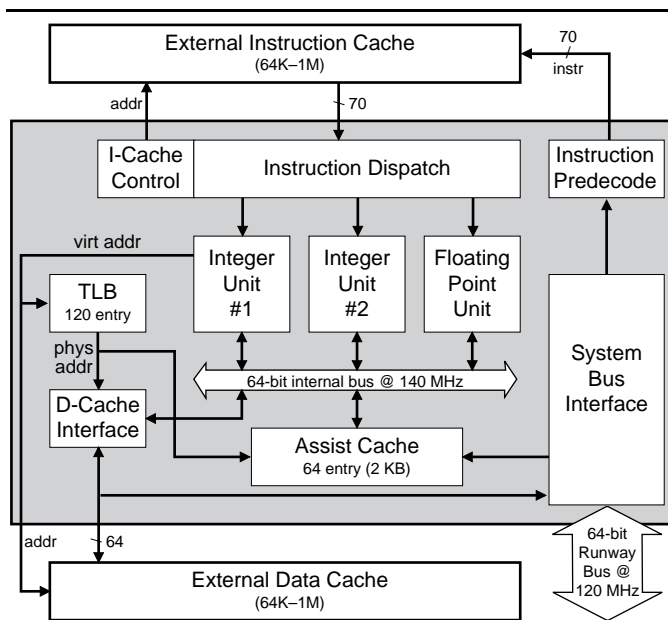 External Instruction Cache
(64K–1M)
70
instr
addr
70
I-Cache
Control
Instruction Dispatch
Instruction
Predecode
virt addr
Integer
Unit
#1
Integer
Unit
#2
Floating
Point
Unit
TLB
120 entry
phys
addr
System
Bus
Interface
64-bit internal bus @ 140 MHz
D-Cache
Interface
Assist Cache
64 entry (2 KB)
addr
64
64-bit
Runway
Bus @
120 MHz
External Data Cache
(64K–1M)